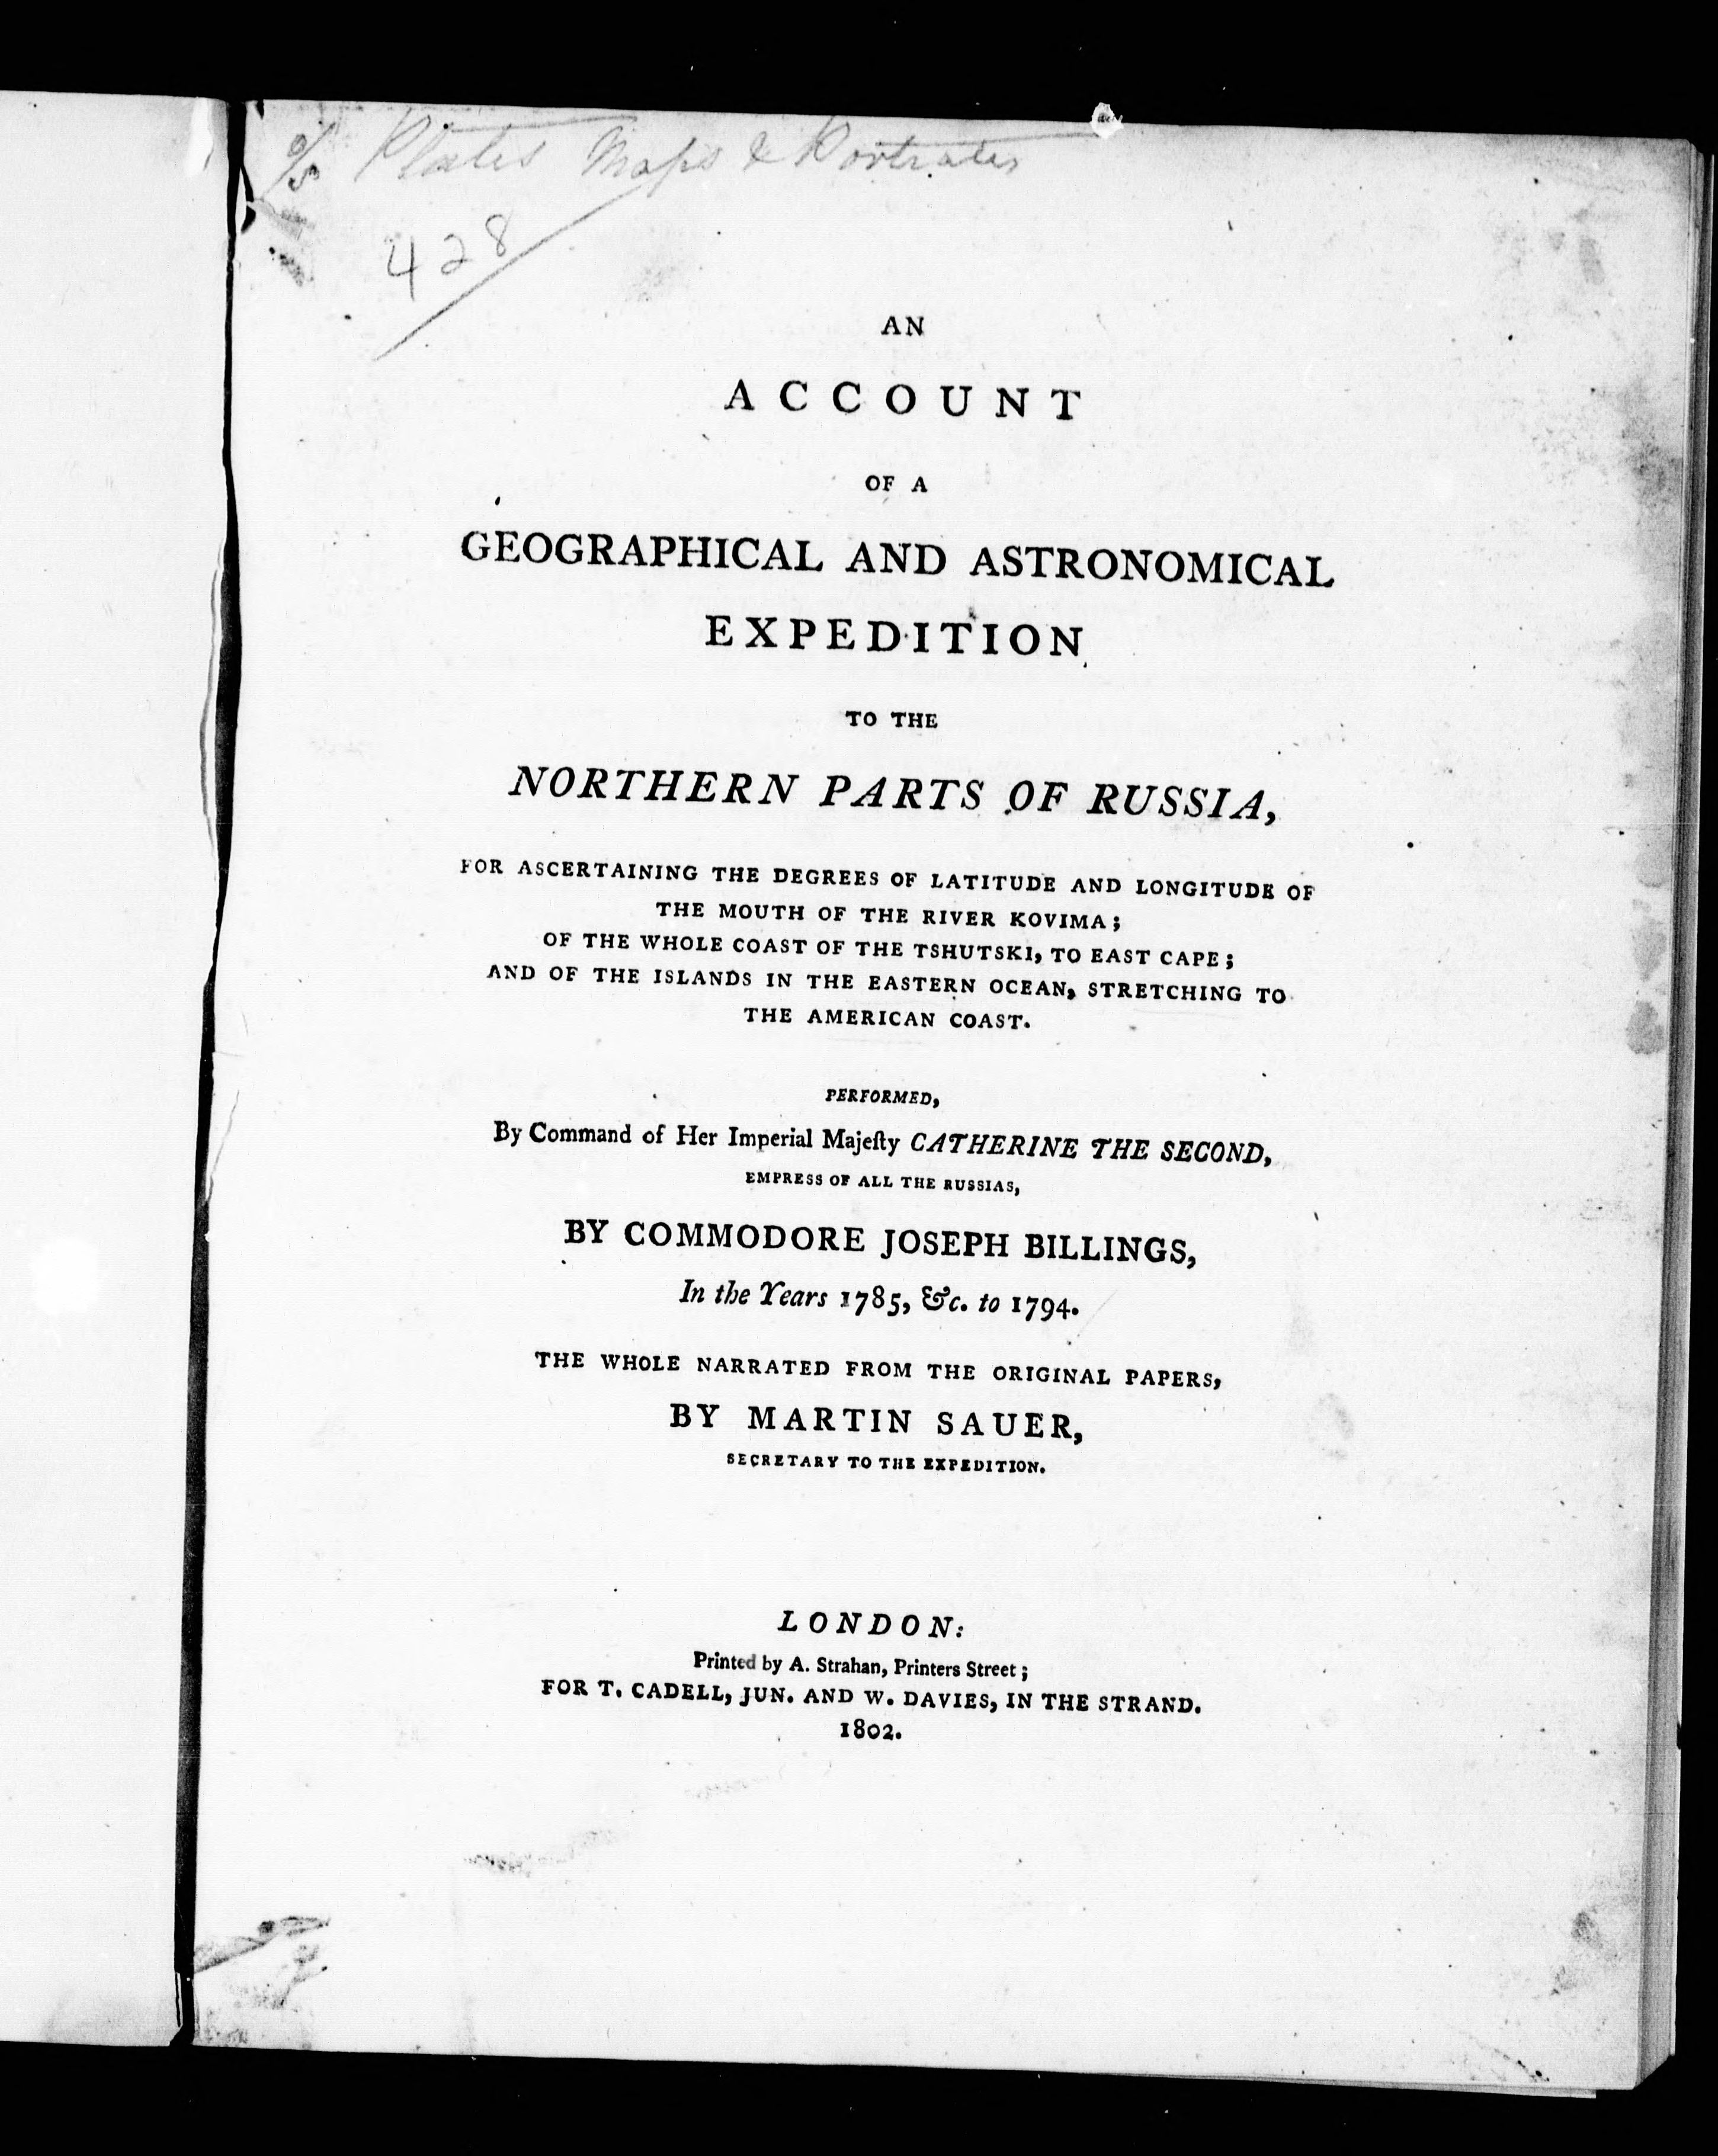 Plates Maps & Portraits
428
AN
ACCOUNT
OF A
GEOGRAPHICAL AND ASTRONOMICAL
EXPEDITION
TO THE
NORTHERN PARTS OF RUSSIA,
FOR ASCERTAINING THE DEGREES OF LATITUDE AND LONGITUDE OF
THE MOUTH OF THE RIVER KOVIMA;
OF THE WHOLE COAST OF THE TSHUTSKI, TO EAST CAPE;
AND OF THE ISLANDS IN THE EASTERN OCEAN, STRETCHING TO
THE AMERICAN COAST.
PERFORMED,
By Command of Her Imperial Majeſty CATHERINE THE SECOND,
EMPRESS OF ALL THE RUSSIAS,
BY COMMODORE JOSEPH BILLINGS,
In the Years 1785, &c. to 1794.
THE WHOLE NARRATED FROM THE ORIGINAL PAPERS,
BY MARTIN SAUER,
SECRETARY TO THE EXPEDITION.
LONDON:
Printed by A. Strahan, Printers Street;
FOR T. CADELL, JUN. AND W. DAVIES, IN THE STRAND.
1802.